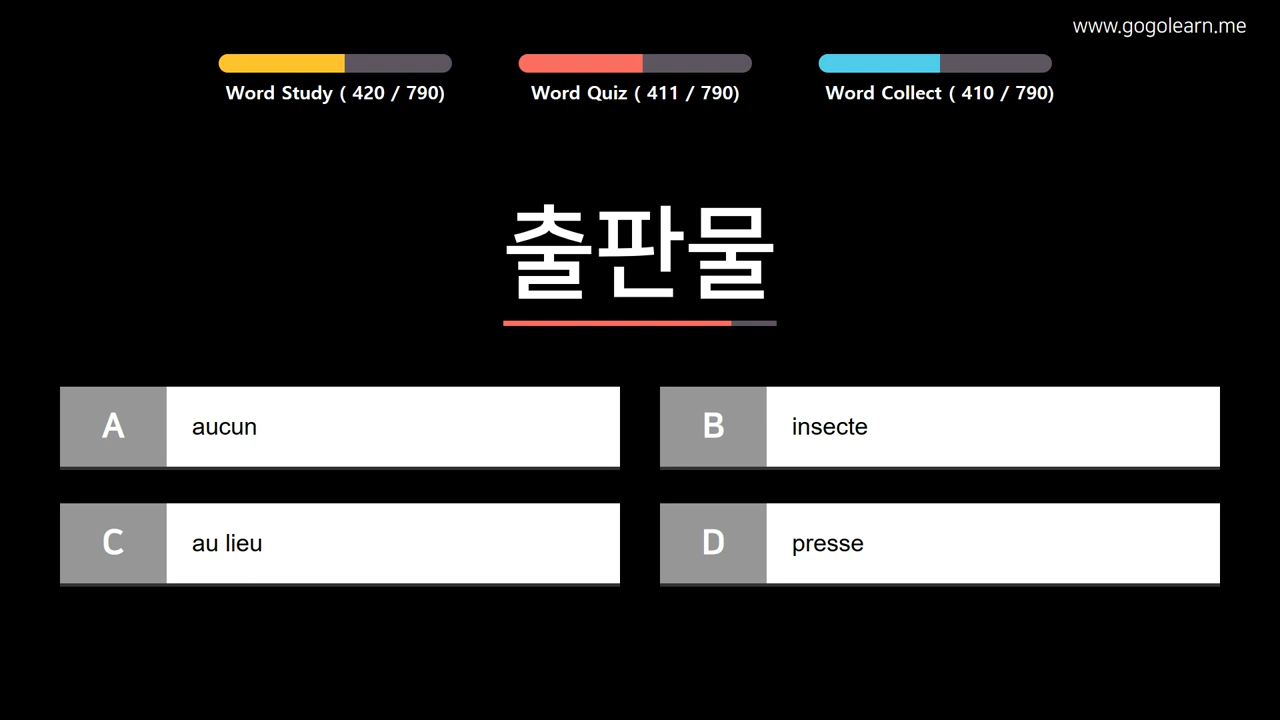 www.gogolearn.me
Word Study ( 420 / 790)
Word Quiz ( 411 / 790)
Word Collect ( 410 / 790)
출판물
A aucun
B insecte
C au lieu
D presse